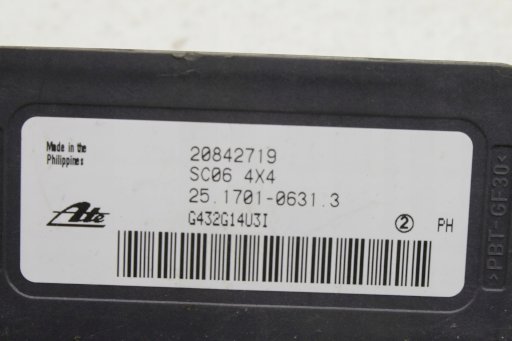 Made in the
Philippines
20842719
SC06 4X4
25.1701-0631.3
G432G14U3I
Ate
2 PH
>PBT-GF30<